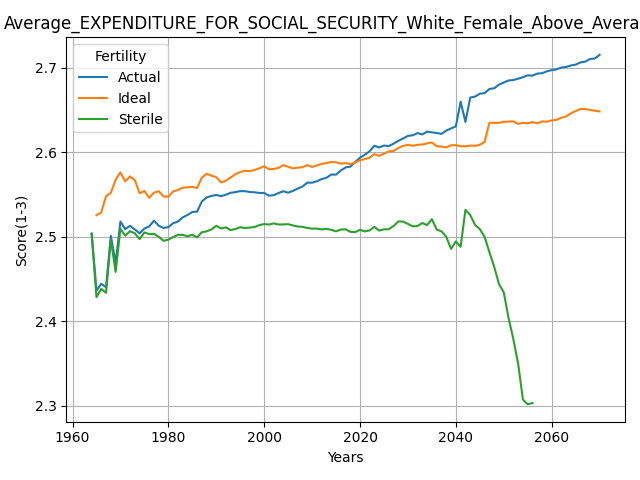 Average_EXPENDITURE_FOR_SOCIAL_SECURITY_White_Female_Above_Avera
Fertility
Actual
Ideal
Sterile
Score(1-3)
2.7
2.6
2.5
2.4
2.3
1960 1980 2000 2020 2040 2060
Years